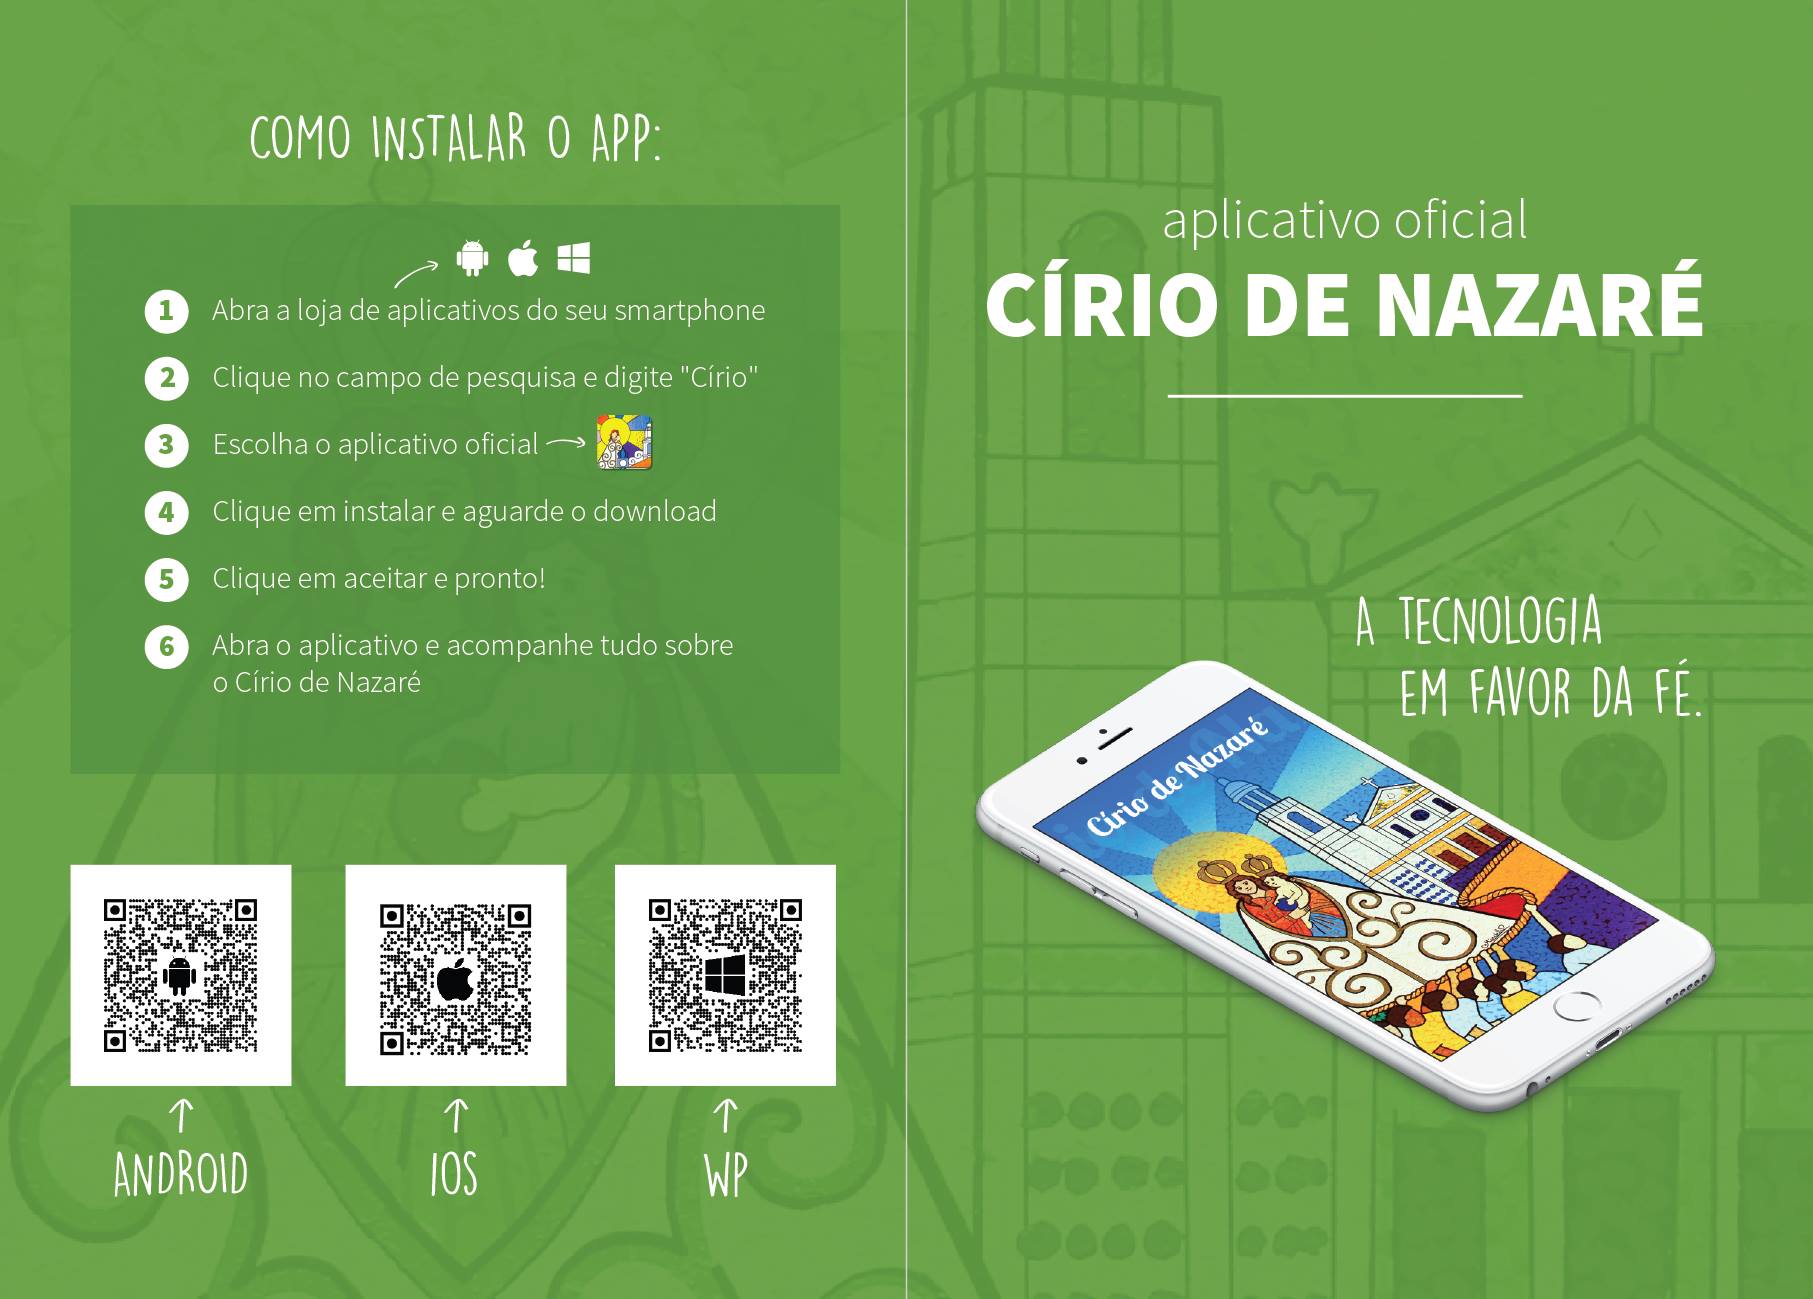 COMO INSTALAR O APP:
1 Abra a loja de aplicativos do seu smartphone
2 Clique no campo de pesquisa e digite "Círio"
3 Escolha o aplicativo oficial
4 Clique em instalar e aguarde o download
5 Clique em aceitar e pronto!
6 Abra o aplicativo e acompanhe tudo sobre
o Círio de Nazaré
ANDROID
IOS
WP
aplicativo oficial
CÍRIO DE NAZARÉ
A TECNOLOGIA
EM FAVOR DA FÉ.
Círio de Nazaré